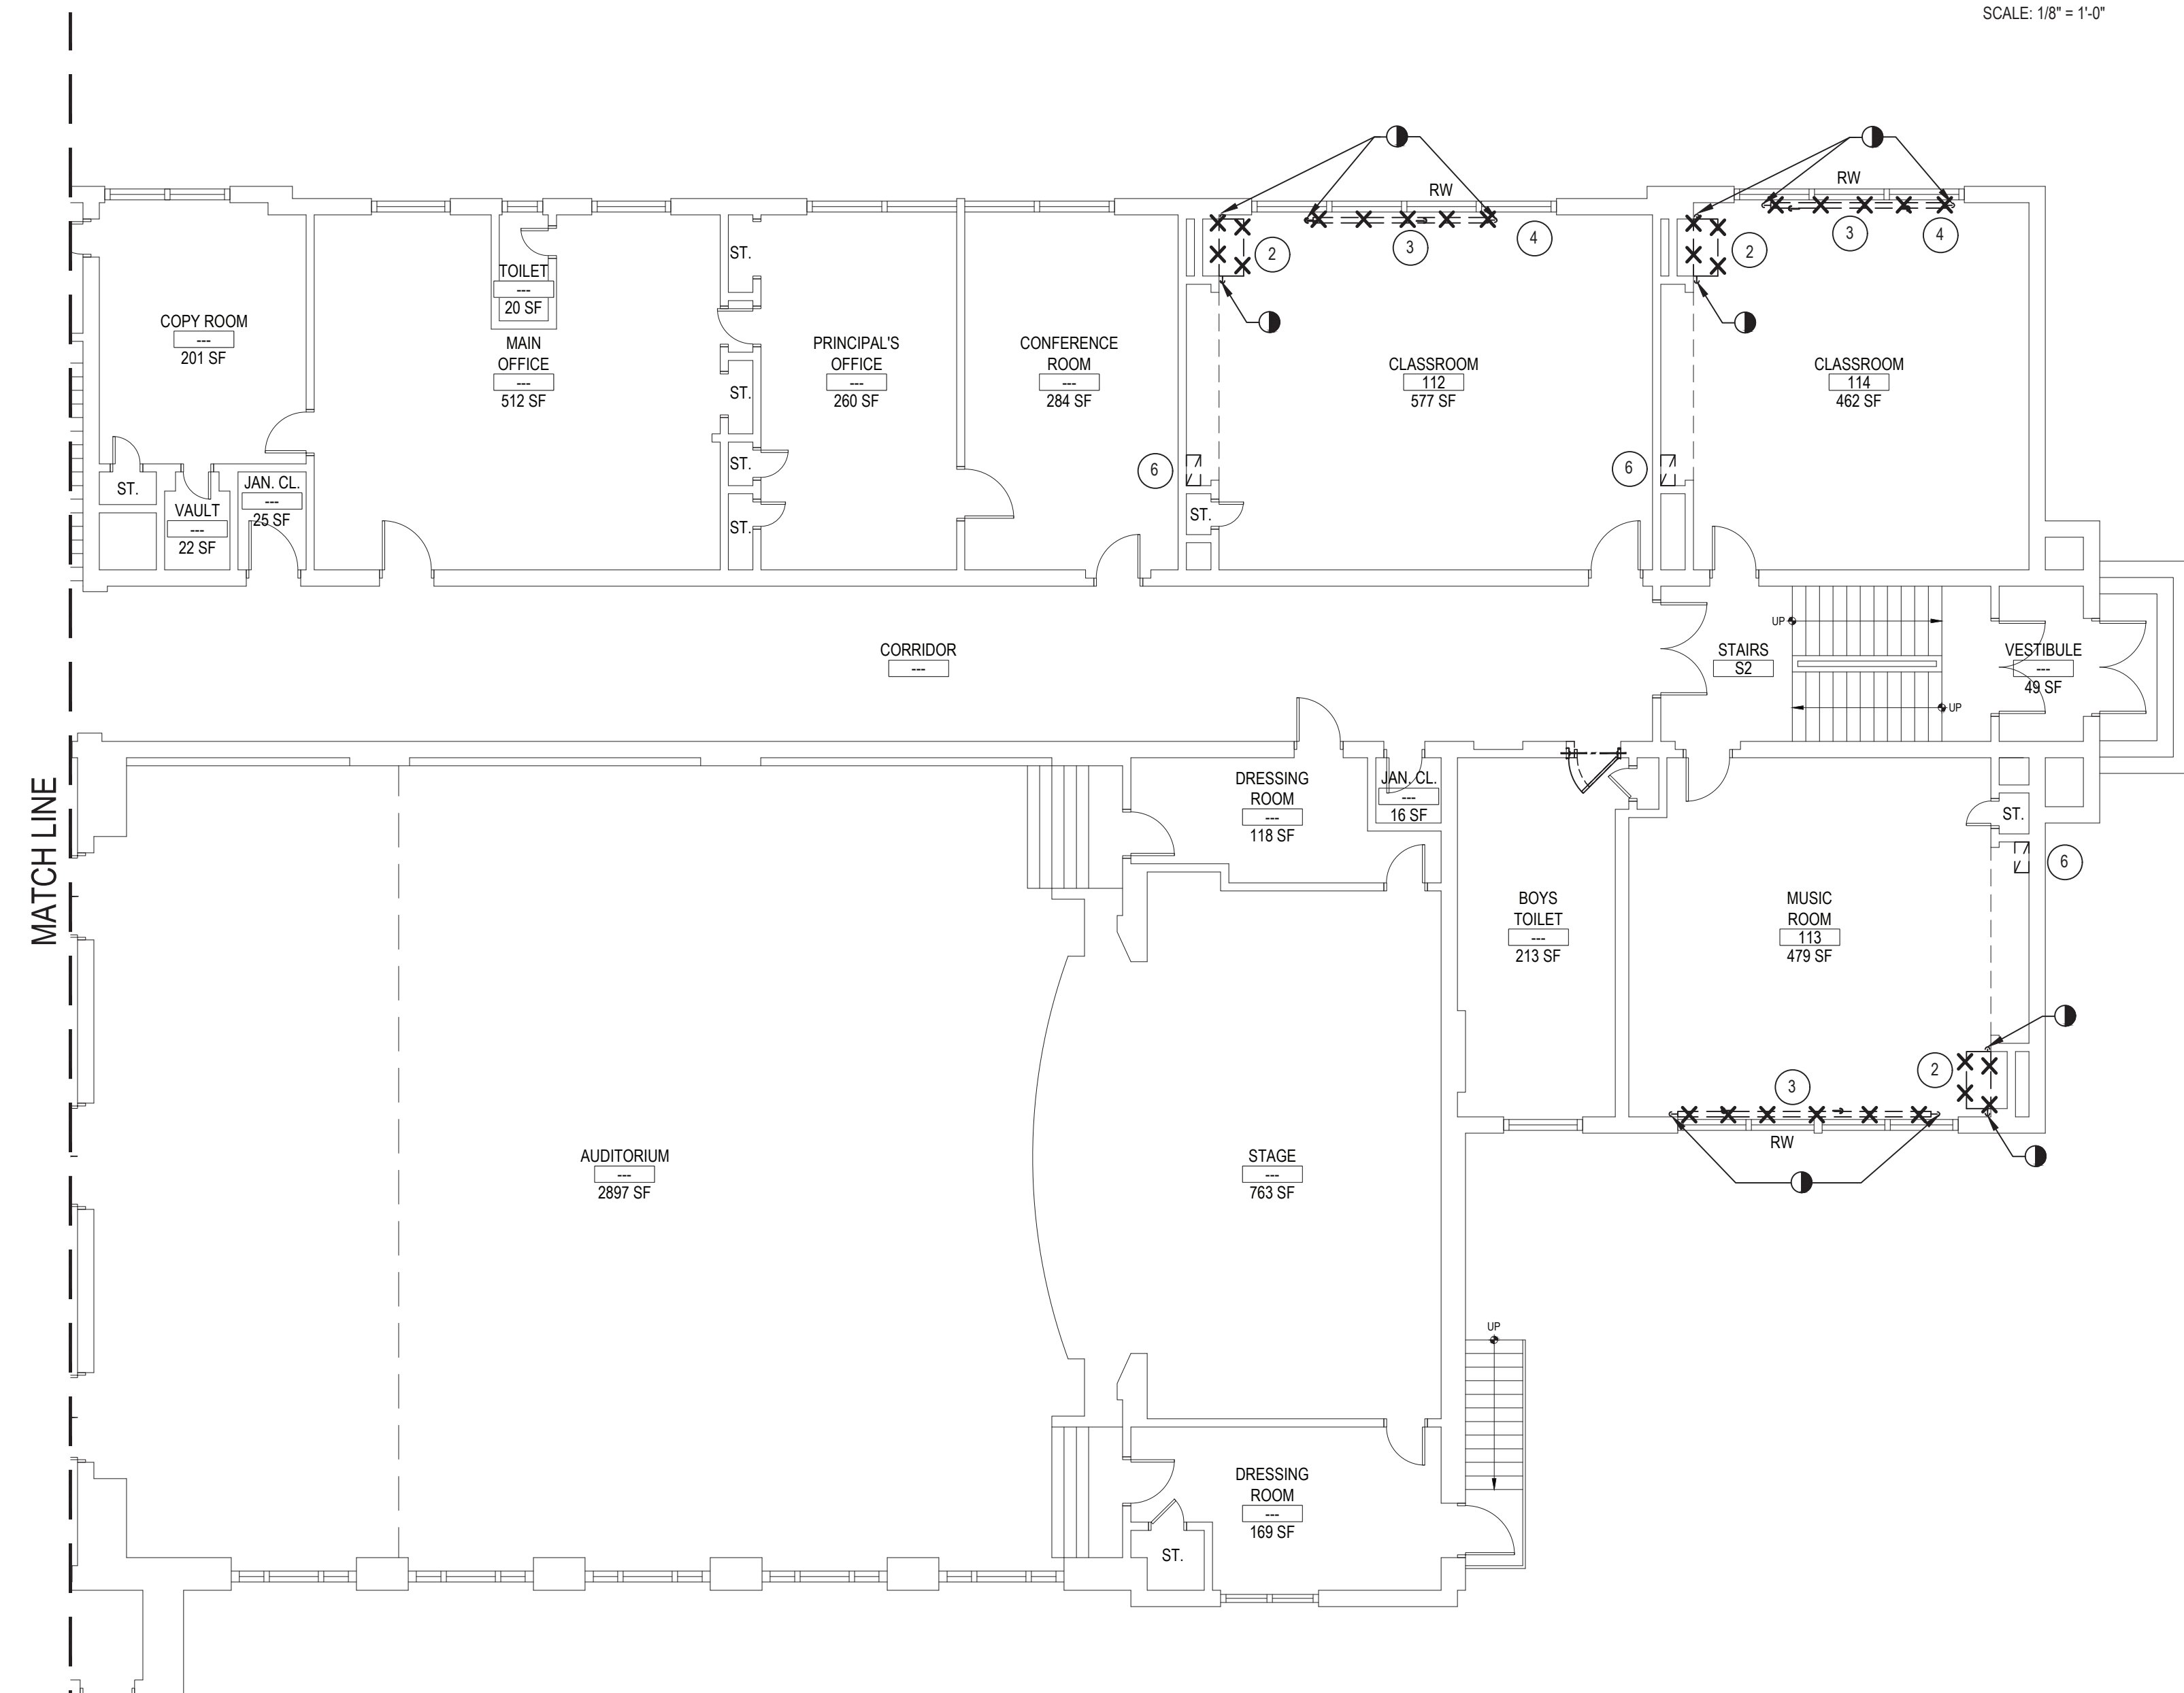 SCALE: 1/8" = 1'-0"
RW
RW
2
3
4
2
3
4
ST.
TOILET
---
20 SF
COPY ROOM
---
201 SF
MAIN
OFFICE
---
512 SF
PRINCIPAL'S
OFFICE
---
260 SF
CONFERENCE
ROOM
---
284 SF
CLASSROOM
112
577 SF
CLASSROOM
114
462 SF
ST.
ST.
6
6
ST.
JAN. CL.
---
25 SF
VAULT
---
22 SF
ST.
ST.
UP
CORRIDOR
---
STAIRS
S2
VESTIBULE
---
49 SF
UP
MATCH LINE
DRESSING
ROOM
---
118 SF
JAN. CL.
---
16 SF
ST.
6
BOYS
TOILET
---
213 SF
MUSIC
ROOM
113
479 SF
2
3
RW
AUDITORIUM
---
2897 SF
STAGE
---
763 SF
UP
DRESSING
ROOM
---
169 SF
ST.